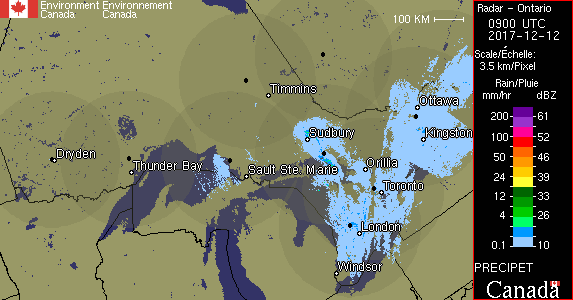 Environment Environnement
Canada Canada
100 KM
Timmins
Ottawa
Sudbury
Kingston
Dryden
Thunder Bay
Orillia
Sault Ste. Marie
Toronto
London
Windsor
Radar - Ontario
0900 UTC
2017-12-12
Scale/Échelle:
3.5 km/Pixel
Rain/Pluie
mm/hr dBZ
200 61
100 52
50 46
24 39
12 33
4 26
0.1 10
PRECIPET
Canada